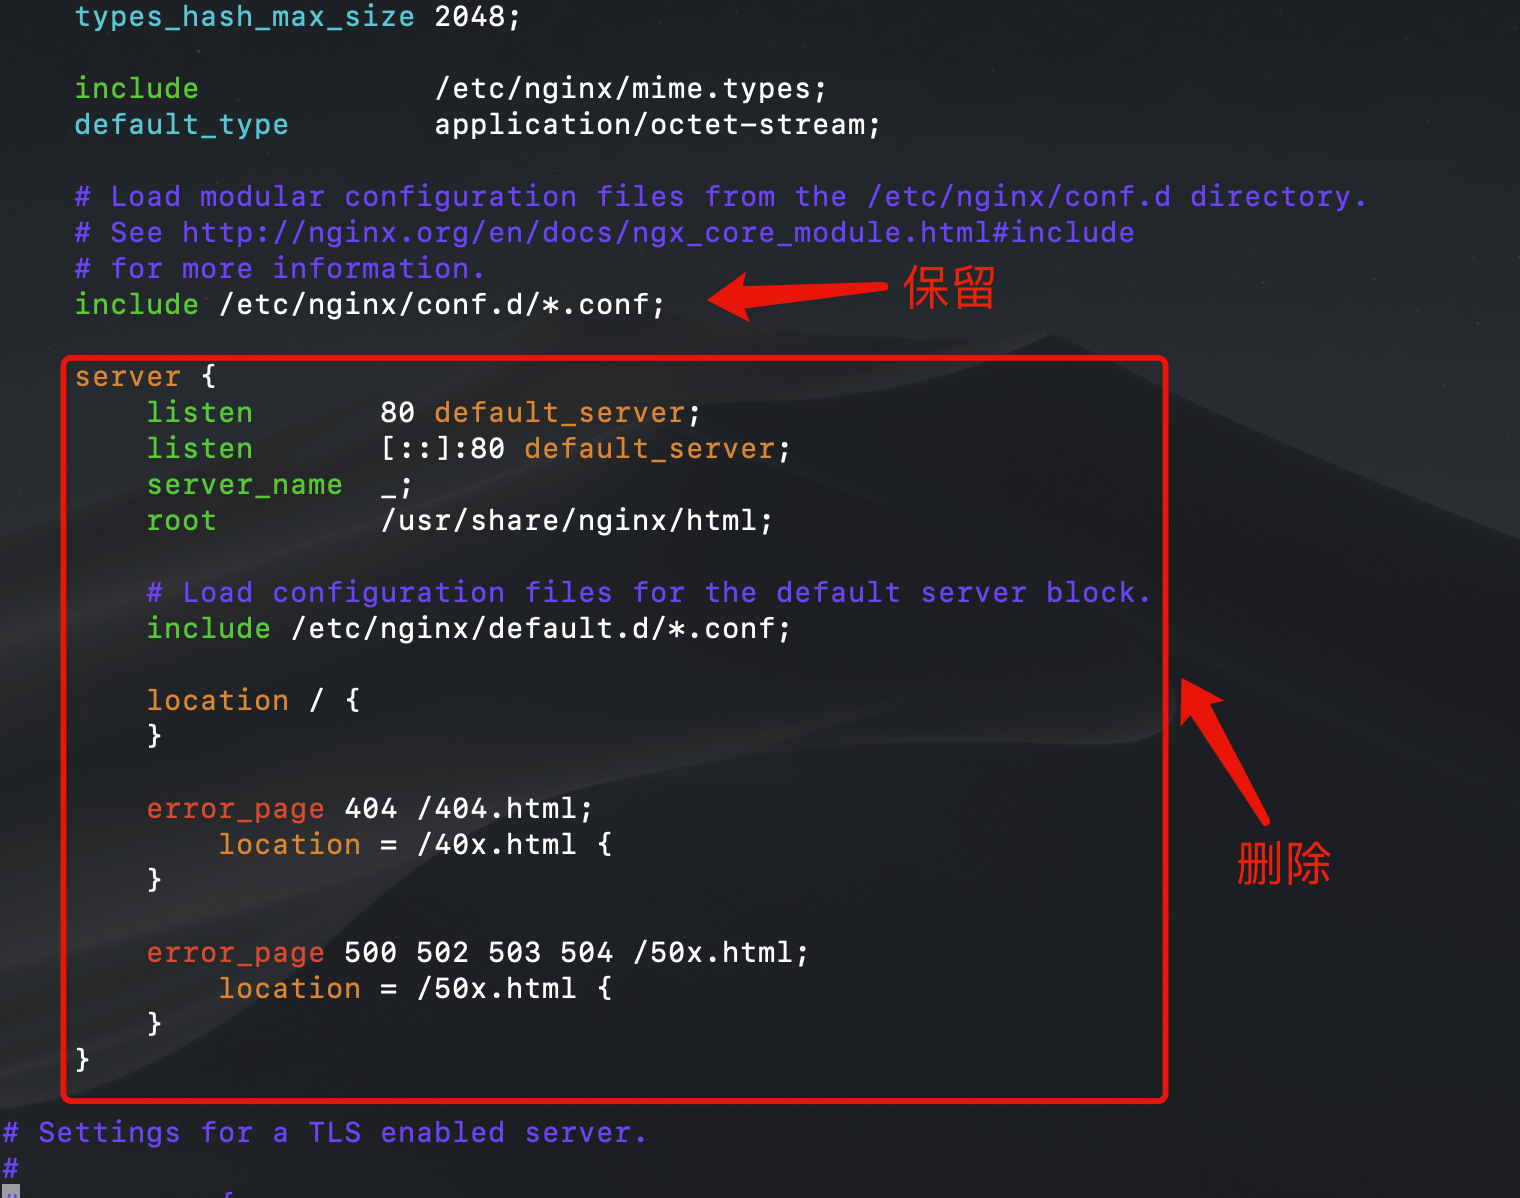 types_hash_max_size 2048;
include /etc/nginx/mime.types;
default_type application/octet-stream;
# Load modular configuration files from the /etc/nginx/conf.d directory.
# See http://nginx.org/en/docs/ngx_core_module.html#include
# for more information.
include /etc/nginx/conf.d/*.conf;
保留
server {
listen 80 default_server;
listen [::]:80 default_server;
server_name _;
root /usr/share/nginx/html;
# Load configuration files for the default server block.
include /etc/nginx/default.d/*.conf;
location / {
}
error_page 404 /404.html;
location = /40x.html {
}
删除
error_page 500 502 503 504 /50x.html;
location = /50x.html {
}
}
# Settings for a TLS enabled server.
#